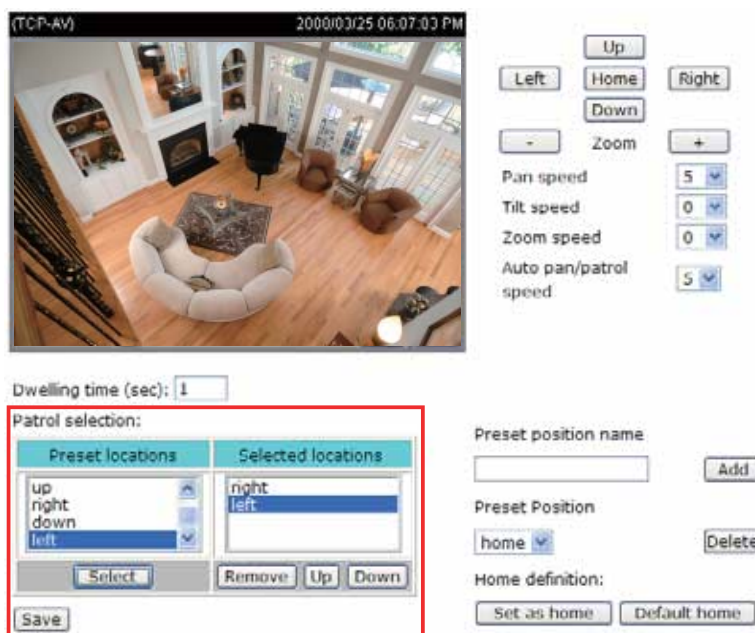 (TCP-AV) 2000/03/25 06:07:03 PM
Up
Left Home Right
Down
- Zoom +
Pan speed 5
Tilt speed 0
Zoom speed 0
Auto pan/patrol speed 5
Dwelling time (sec): 1
Patrol selection:
Preset locations Selected locations
up
right
down
left
right
left
Select Remove Up Down
Save
Preset position name
Add
Preset Position
home Delete
Home definition:
Set as home Default home